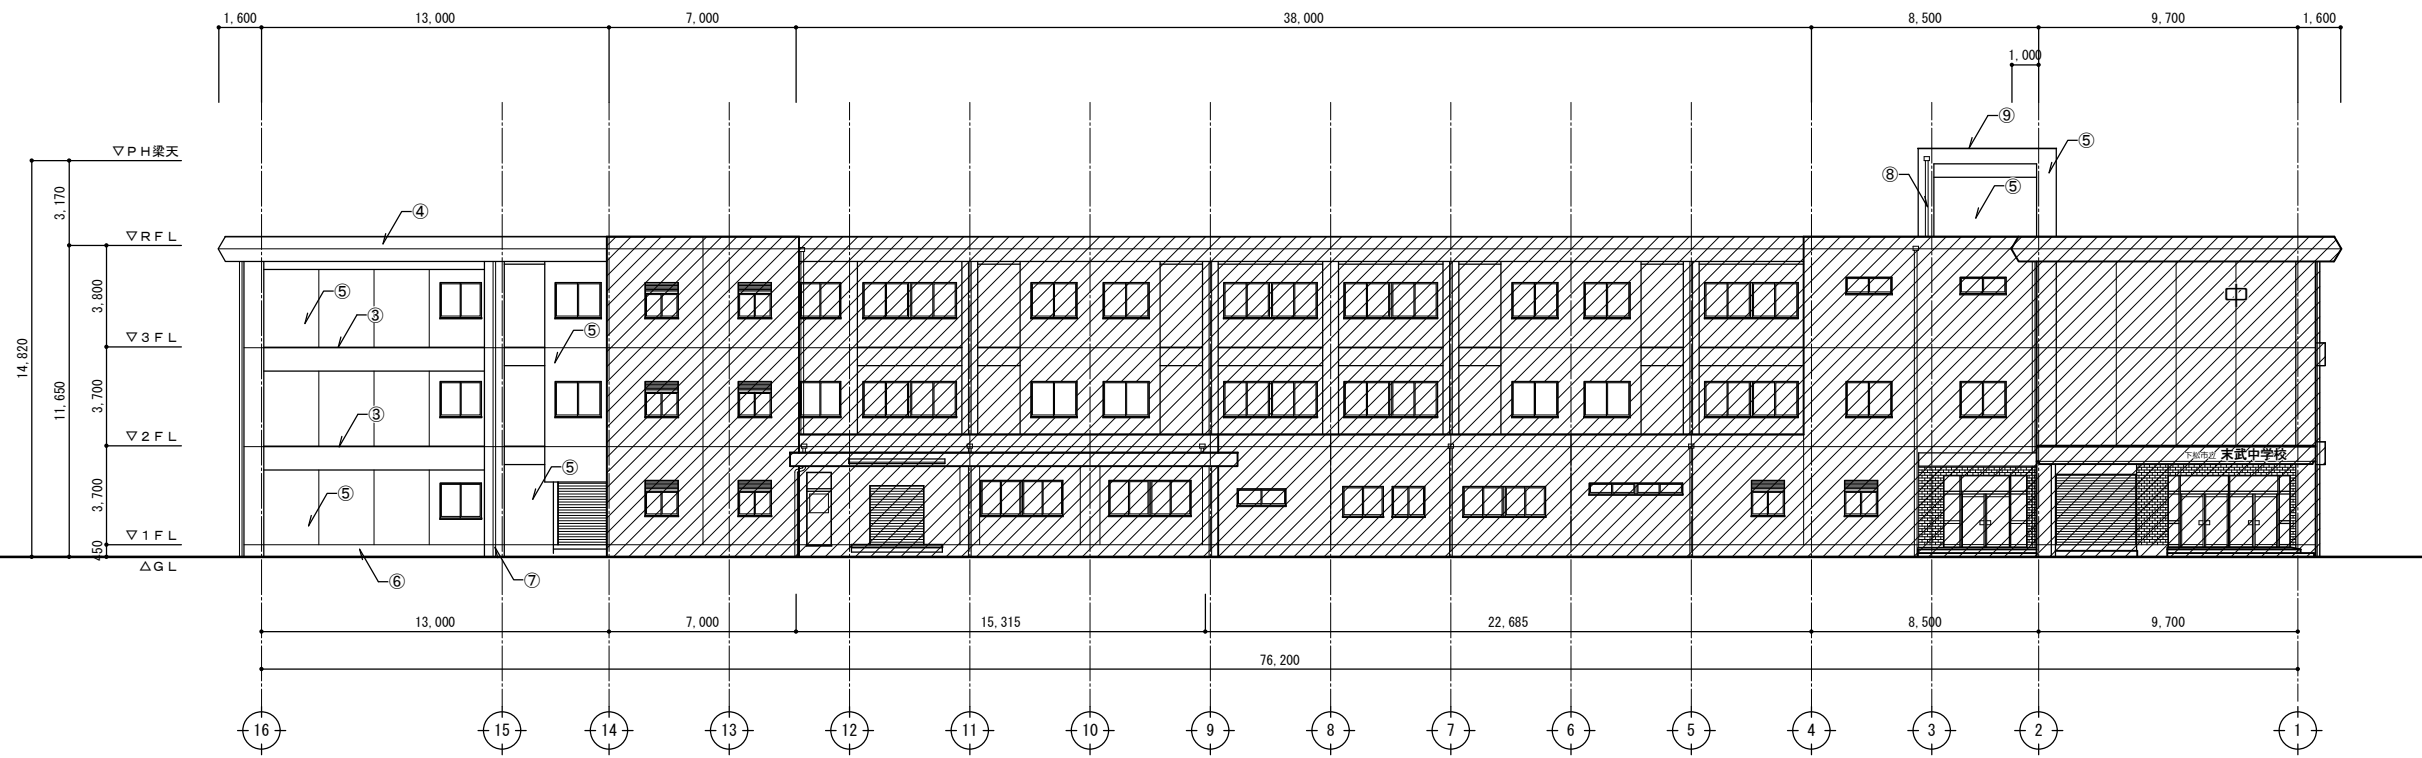 1,600 13,000 7,000 38,000 8,500 9,700 1,600
1,000
⑨
⑤
▽PH梁天
⑧
⑤
3,170
④
▽RFL
⑤
3,800
③
⑤
▽3FL
14,820
11,650
3,700
③
▽2FL
下松市立 末武中学校
⑤
⑤
3,700
▽1FL
450
△GL
⑥
⑦
13,000 7,000 15,315 22,685 8,500 9,700
76,200
16 15 14 13 12 11 10 9 8 7 6 5 4 3 2 1